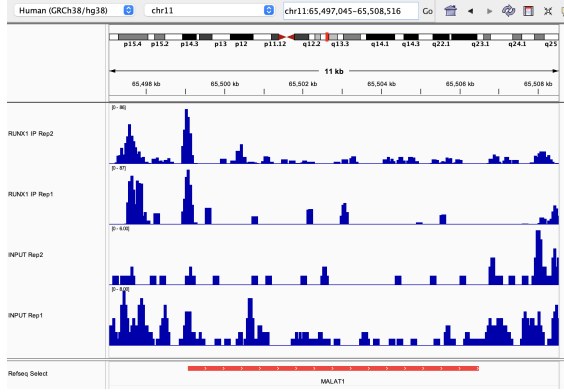 Human (GRCh38/hg38) chr11 chr11:65,497,045-65,508,516 Go
p15.4 p15.2 p14.3 p13 p12 p11.12 q12.2 q13.3 q14.1 q14.3 q22.1 q23.1 q24.1 q25
11 kb
65,498 kb 65,500 kb 65,502 kb 65,504 kb 65,506 kb 65,508 kb
[0 - 86]
RUNX1 IP Rep2
[0 - 87]
RUNX1 IP Rep1
[0 - 6.00]
INPUT Rep2
[0 - 8.00]
INPUT Rep1
Refseq Select
MALAT1